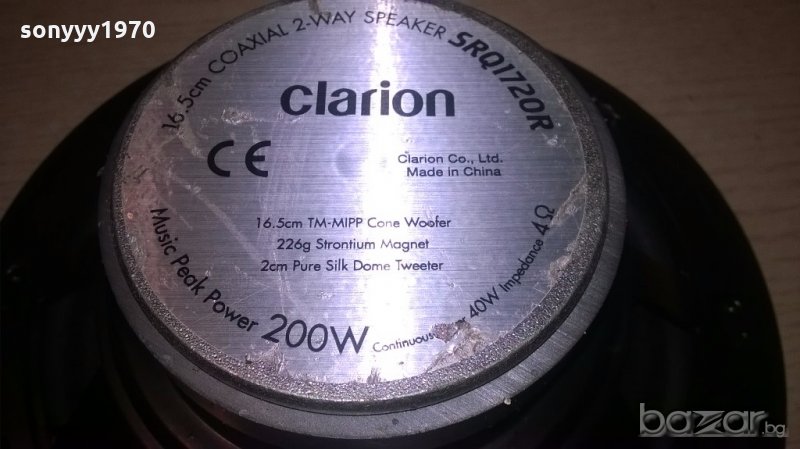 sonyyy1970
16.5cm COAXIAL 2-WAY SPEAKER SRQ1720R
clarion
CE
Clarion Co., Ltd.
Made in China
16.5cm TM-MIPP Cone Woofer
226g Strontium Magnet
2cm Pure Silk Dome Tweeter
Music Peak Power 200W Continuous 40W Impedance 4Ω
bazar.bg